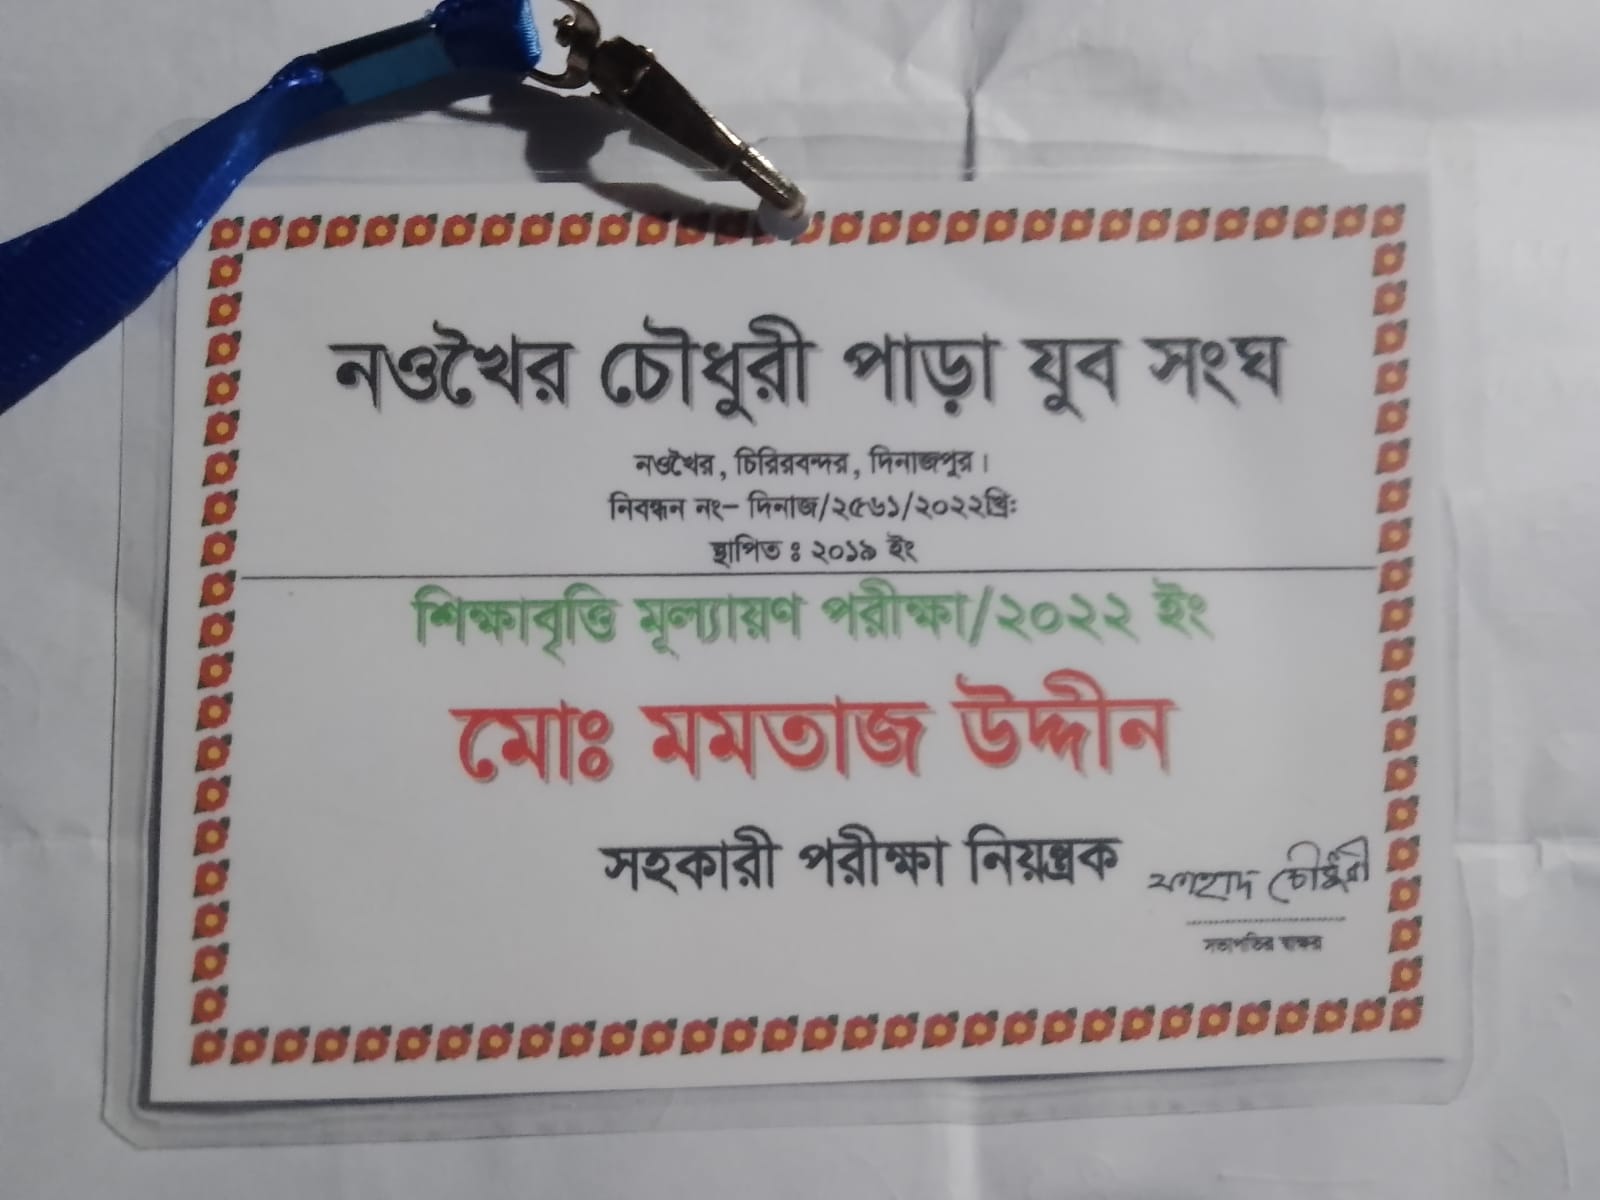 নওখৈর চৌধুরী পাড়া যুব সংঘ
নওখৈর, চিরিরবন্দর, দিনাজপুর।
নিবন্ধন নং- দিনাজ/২৫৬১/২০২২খ্রিঃ
স্থাপিত ঃ ২০১৯ ইং
শিক্ষাবৃত্তি মূল্যায়ণ পরীক্ষা/২০২২ ইং
মোঃ মমতাজ উদ্দীন
সহকারী পরীক্ষা নিয়ন্ত্রক
চৌধুরী
সভাপতির স্বাক্ষর